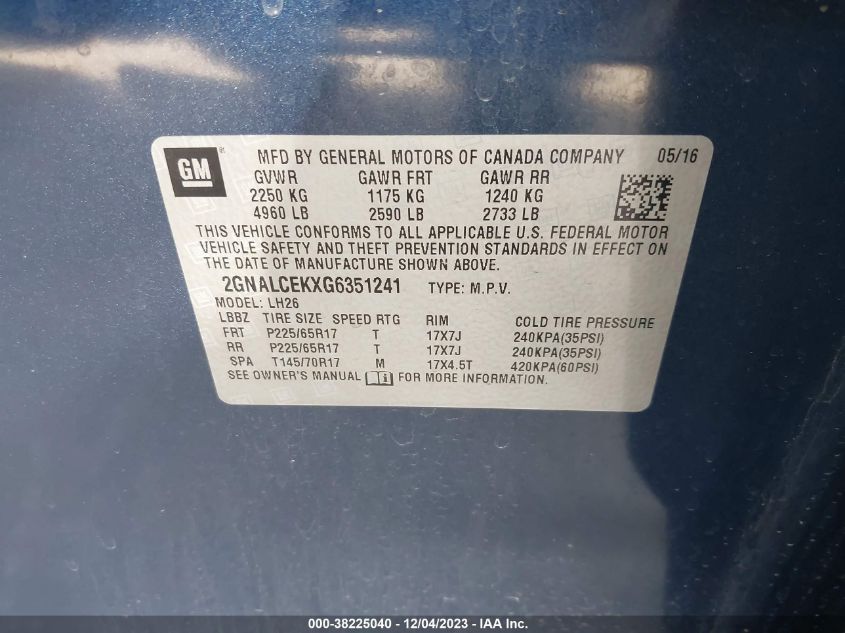 GM MFD BY GENERAL MOTORS OF CANADA COMPANY 05/16
GVWR GAWR FRT GAWR RR
2250 KG 1175 KG 1240 KG
4960 LB 2590 LB 2733 LB
THIS VEHICLE CONFORMS TO ALL APPLICABLE U.S. FEDERAL MOTOR
VEHICLE SAFETY AND THEFT PREVENTION STANDARDS IN EFFECT ON
THE DATE OF MANUFACTURE SHOWN ABOVE.
2GNALCEKXG6351241 TYPE: M.P.V.
MODEL: LH26
LBBZ TIRE SIZE SPEED RTG RIM COLD TIRE PRESSURE
FRT P225/65R17 T 17X7J 240KPA(35PSI)
RR P225/65R17 T 17X7J 240KPA(35PSI)
SPA T145/70R17 M 17X4.5T 420KPA(60PSI)
SEE OWNER'S MANUAL FOR MORE INFORMATION.
000-38225040 - 12/04/2023 - IAA Inc.